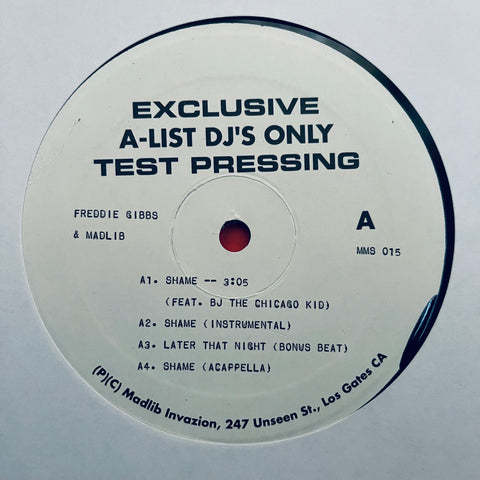 EXCLUSIVE
A-LIST DJ'S ONLY
TEST PRESSING
FREDDIE GIBBS
& MADLIB
A
MMS 015
A1. SHAME -- 3:05
(FEAT. BJ THE CHICAGO KID)
A2. SHAME (INSTRUMENTAL)
A3. LATER THAT NIGHT (BONUS BEAT)
A4. SHAME (ACAPPELLA)
(P)(C) Madlib Invazion, 247 Unseen St., Los Gates CA